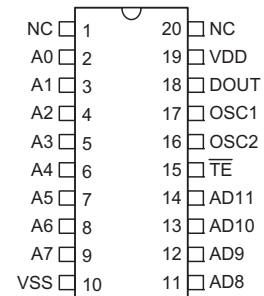 NC 1 20 NC
A0 2 19 VDD
A1 3 18 DOUT
A2 4 17 OSC1
A3 5 16 OSC2
A4 6 15 T̅E̅
A5 7 14 AD11
A6 8 13 AD10
A7 9 12 AD9
VSS 10 11 AD8